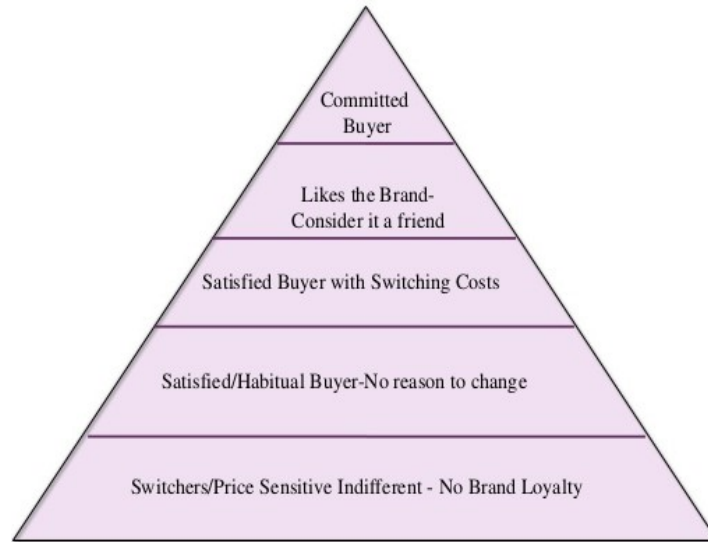 Committed
Buyer
Likes the Brand-
Consider it a friend
Satisfied Buyer with Switching Costs
Satisfied/Habitual Buyer-No reason to change
Switchers/Price Sensitive Indifferent - No Brand Loyalty